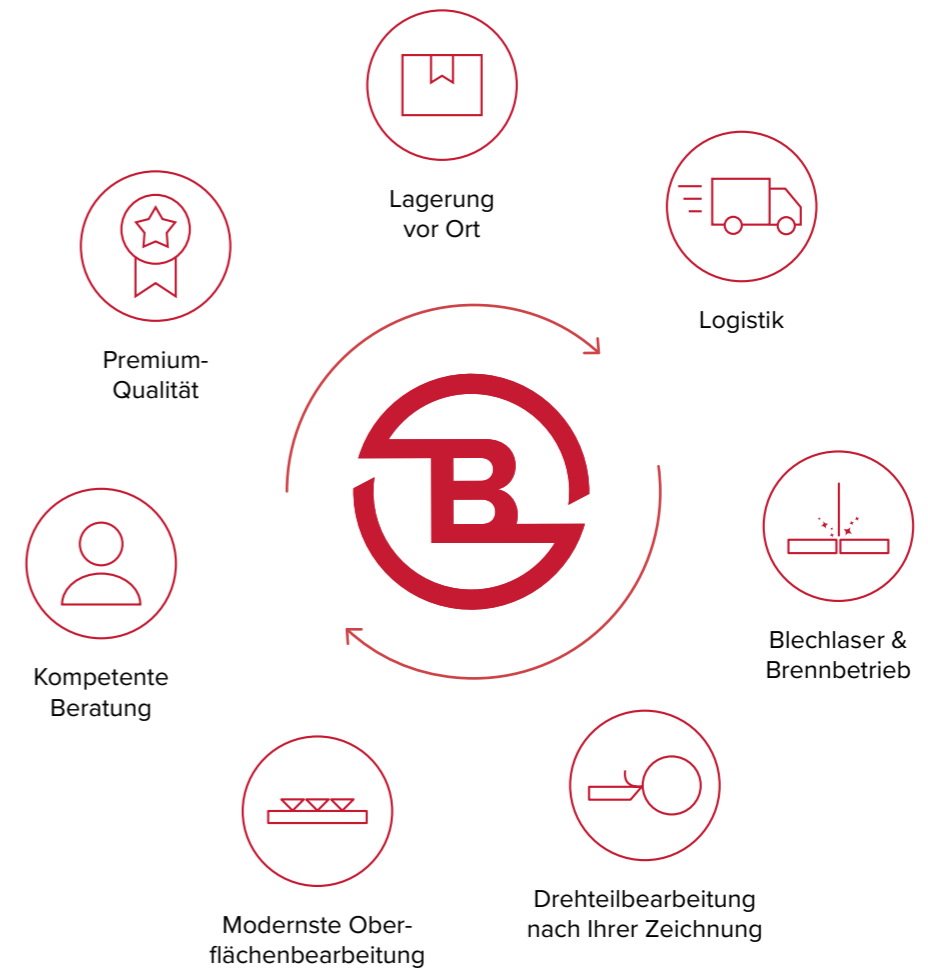 Lagerung
vor Ort
Logistik
Blechlaser &
Brennbetrieb
Drehteilbearbeitung
nach Ihrer Zeichnung
Modernste Ober-
flächenbearbeitung
Kompetente
Beratung
Premium-
Qualität
B